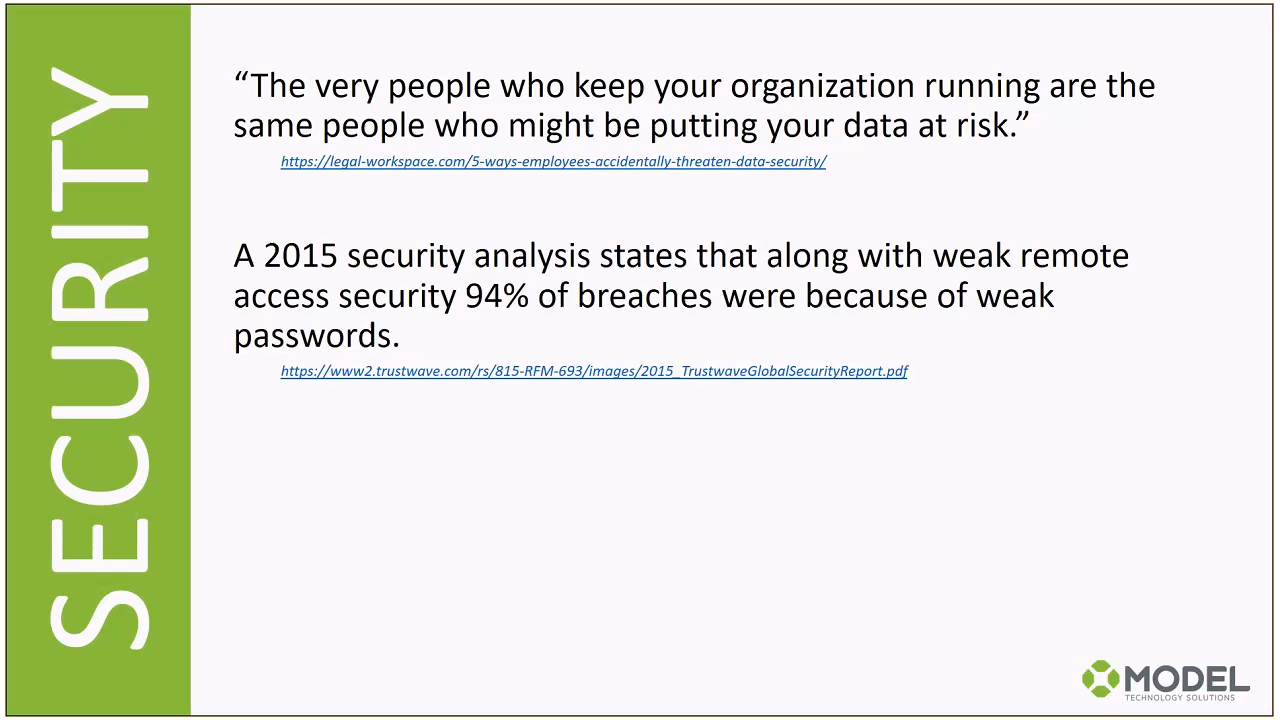 SECURITY
“The very people who keep your organization running are the
same people who might be putting your data at risk.”
https://legal-workspace.com/5-ways-employees-accidentally-threaten-data-security/
A 2015 security analysis states that along with weak remote
access security 94% of breaches were because of weak
passwords.
https://www2.trustwave.com/rs/815-RFM-693/images/2015_TrustwaveGlobalSecurityReport.pdf
MODEL
TECHNOLOGY SOLUTIONS